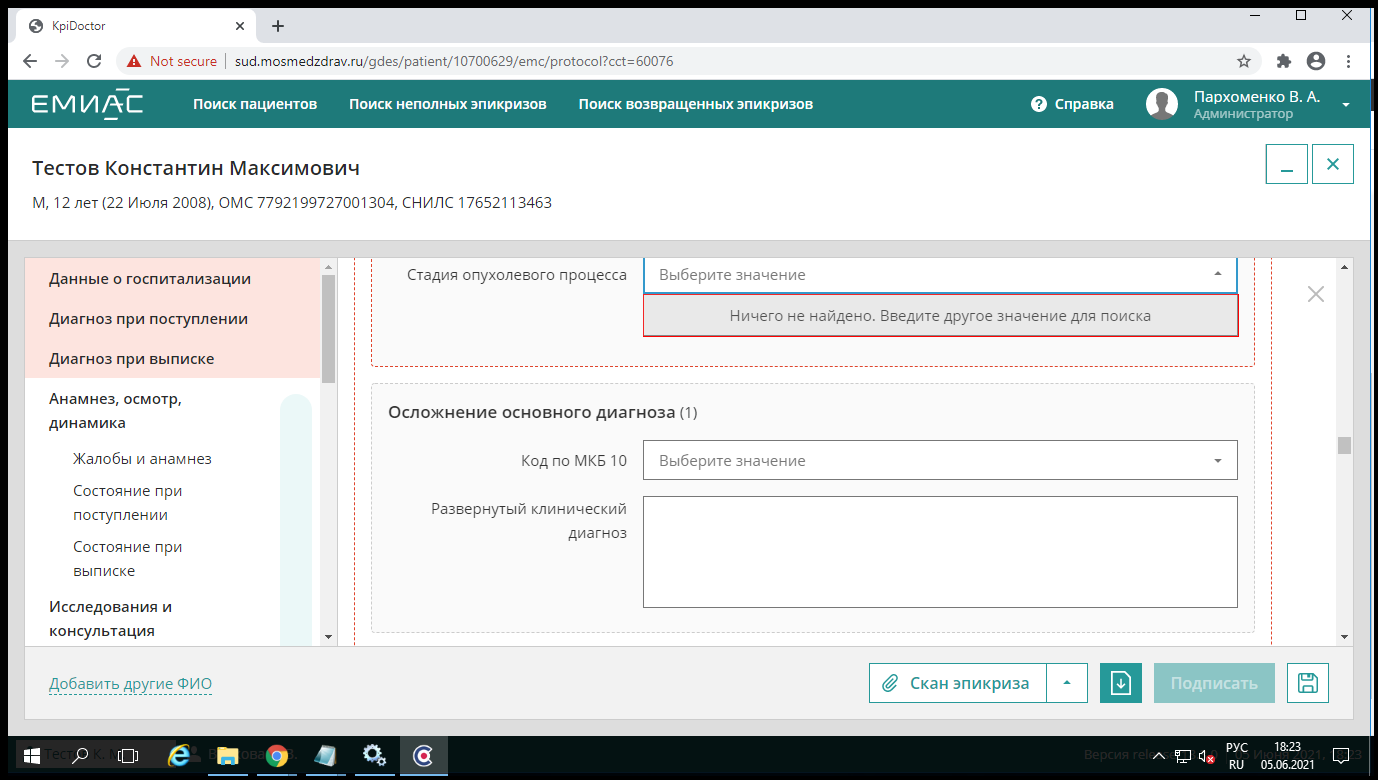 KpiDoctor
Not secure
sud.mosmedzdrav.ru/gdes/patient/10700629/emc/protocol?cct=60076
ЕМИАС
Поиск пациентов
Поиск неполных эпикризов
Поиск возвращенных эпикризов
Справка
Пархоменко В. А.
Администратор
Тестов Константин Максимович
М, 12 лет (22 Июля 2008), ОМС 7792199727001304, СНИЛС 17652113463
Данные о госпитализации
Диагноз при поступлении
Диагноз при выписке
Анамнез, осмотр,
динамика
Жалобы и анамнез
Состояние при
поступлении
Состояние при
выписке
Исследования и
консультация
Стадия опухолевого процесса
Выберите значение
Ничего не найдено. Введите другое значение для поиска
Осложнение основного диагноза (1)
Код по МКБ 10
Выберите значение
Развернутый клинический
диагноз
Добавить другие ФИО
Скан эпикриза
Подписать
РУС
RU
18:23
05.06.2021